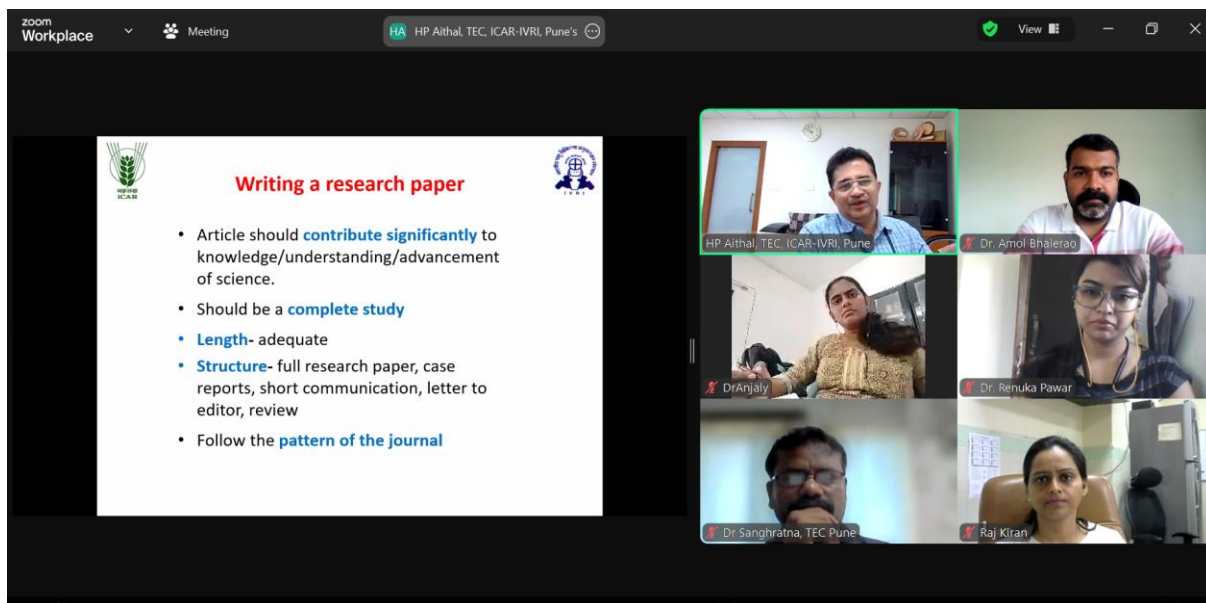 zoom
Workplace
Meeting
HA HP Aithal, TEC, ICAR-IVRI, Pune's
View
ICAR
Writing a research paper
IVRI
• Article should contribute significantly to
knowledge/understanding/advancement
of science.
• Should be a complete study
• Length- adequate
• Structure- full research paper, case
reports, short communication, letter to
editor, review
• Follow the pattern of the journal
HP Aithal, TEC, ICAR-IVRI, Pune
Dr. Amol Bhalerao
DrAnjaly
Dr. Renuka Pawar
Dr Sanghratna, TEC Pune
Raj Kiran